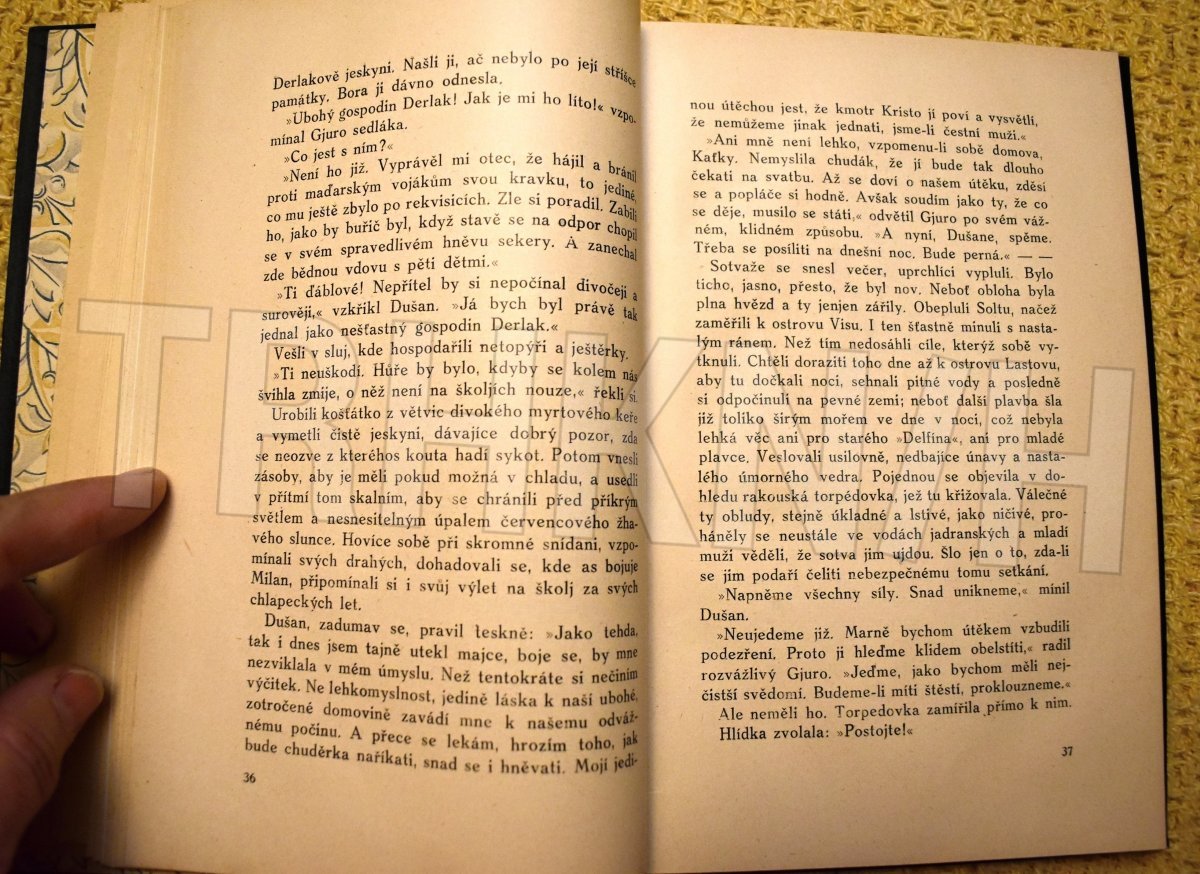 Derlakově jeskyni. Našli ji, ač nebylo po její stříšce
památky. Bora ji dávno odnesla.
»Ubohý gospodin Derlak! Jak je mi ho líto!« vzpo-
mínal Gjuro sedláka.
»Co jest s ním?«
»Není ho již. Vyprávěl mi otec, že hájil a bránil
proti maďarským vojákům svou kravku, to jediné,
co mu ještě zbylo po rekvisicích. Zle si poradil. Zabili
ho, jako by buřič byl, když stavě se na odpor chopil
se v svém spravedlivém hněvu sekery. A zanechal
zde bědnou vdovu s pěti dětmi.«
»Ti ďáblové! Nepřítel by si nepočínal divočeji a
surověji,« vzkřikl Dušan. »Já bych byl právě tak
jednal jako nešťastný gospodin Derlak.«
Vešli v sluj, kde hospodařili netopýři a ještěrky.
»Ti neuškodí. Hůře by bylo, kdyby se kolem nás
švihla zmije, o něž není na školjích nouze,« řekli si.
Urobili košťátko z větvic divokého myrtového keře
a vymetli čistě jeskyni, dávajíce dobrý pozor, zda
se neozve z kteréhos kouta hadí sykot. Potom vnesli
zásoby, aby je měli pokud možná v chladu, a usedli
v přítmí tom skalním, aby se chránili před příkrým
světlem a nesnesitelným úpalem červencového žha-
vého slunce. Hovíce sobě při skromné snídani, vzpo-
mínali svých drahých, dohadovali se, kde as bojuje
Milan, připomínali si i svůj výlet na školj za svých
chlapeckých let.
Dušan, zadumav se, pravil teskně: »Jako tehda,
tak i dnes jsem tajně utekl majce, boje se, by mne
nezviklala v mém úmyslu. Než tentokráte si nečiním
výčitek. Ne lehkomyslnost, jedině láska k naší ubohé,
zotročené domovině zavádí mne k našemu odváž-
nému počinu. A přece se lekám, hrozím toho, jak
bude chuděrka naříkati, snad se i hněvati. Mojí jedi-
36
nou útěchou jest, že kmotr Kristo jí poví a vysvětlí,
že nemůžeme jinak jednati, jsme-li čestní muži.«
»Ani mně není lehko, vzpomenu-li sobě domova,
Kaťky. Nemyslila chudák, že jí bude tak dlouho
čekati na svatbu. Až se doví o našem útěku, zděsí
se a popláče si hodně. Avšak soudím jako ty, že co
se děje, musilo se státi,« odvětil Gjuro po svém váž-
ném, klidném způsobu. »A nyní, Dušane, spěme.
Třeba se posíliti na dnešní noc. Bude perná.« — —
Sotvaže se snesl večer, uprchlíci vypluli. Bylo
ticho, jasno, přesto, že byl nov. Neboť obloha byla
plna hvězd a ty jenjen zářily. Obepluli Soltu, načež
zaměřili k ostrovu Visu. I ten šťastně minuli s nasta-
lým ránem. Než tím nedosáhli cíle, kterýž sobě vy-
tknuli. Chtěli doraziti toho dne až k ostrovu Lastovu,
aby tu dočkali noci, sehnali pitné vody a posledně
si odpočinuli na pevné zemi; neboť další plavba šla
již toliko širým mořem ve dne v noci, což nebyla
lehká věc ani pro starého »Delfína«, ani pro mladé
plavce. Veslovali usilovně, nedbajíce únavy a nasta-
lého úmorného vedra. Pojednou se objevila v do-
hledu rakouská torpédovka, jež tu křižovala. Válečné
ty obludy, stejně úkladné a lstivé, jako ničivé, pro-
háněly se neustále ve vodách jadranských a mladí
muži věděli, že sotva jim ujdou. Šlo jen o to, zda-li
se jim podaří čeliti nebezpečnému tomu setkání.
»Napněme všechny síly. Snad unikneme,« mínil
Dušan.
»Neujedeme již. Marně bychom útěkem vzbudili
podezření. Proto ji hleďme klidem obelstíti,« radil
rozvážlivý Gjuro. »Jeďme, jako bychom měli nej-
čistší svědomí. Budeme-li míti štěstí, proklouzneme.«
Ale neměli ho. Torpedovka zamířila přímo k nim.
Hlídka zvolala: »Postojte!«
37